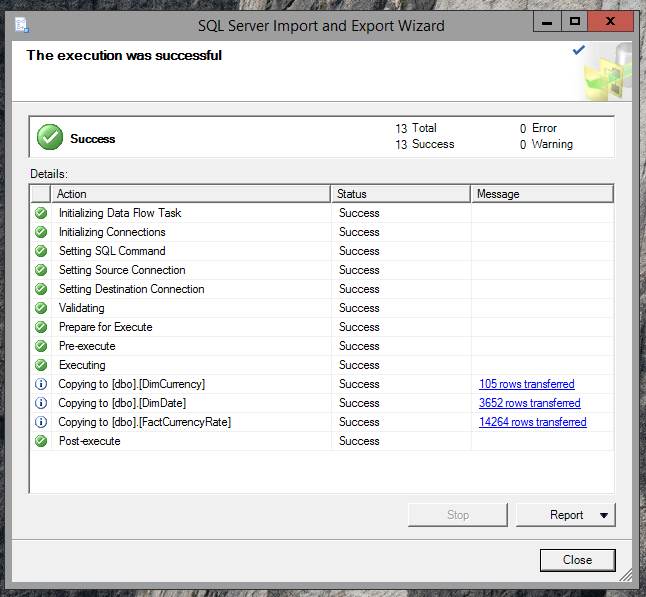 SQL Server Import and Export Wizard
The execution was successful
Success
13 Total 0 Error
13 Success 0 Warning
Details:
Action Status Message
Initializing Data Flow Task Success
Initializing Connections Success
Setting SQL Command Success
Setting Source Connection Success
Setting Destination Connection Success
Validating Success
Prepare for Execute Success
Pre-execute Success
Executing Success
Copying to [dbo].[DimCurrency] Success 105 rows transferred
Copying to [dbo].[DimDate] Success 3652 rows transferred
Copying to [dbo].[FactCurrencyRate] Success 14264 rows transferred
Post-execute Success
Stop Report
Close